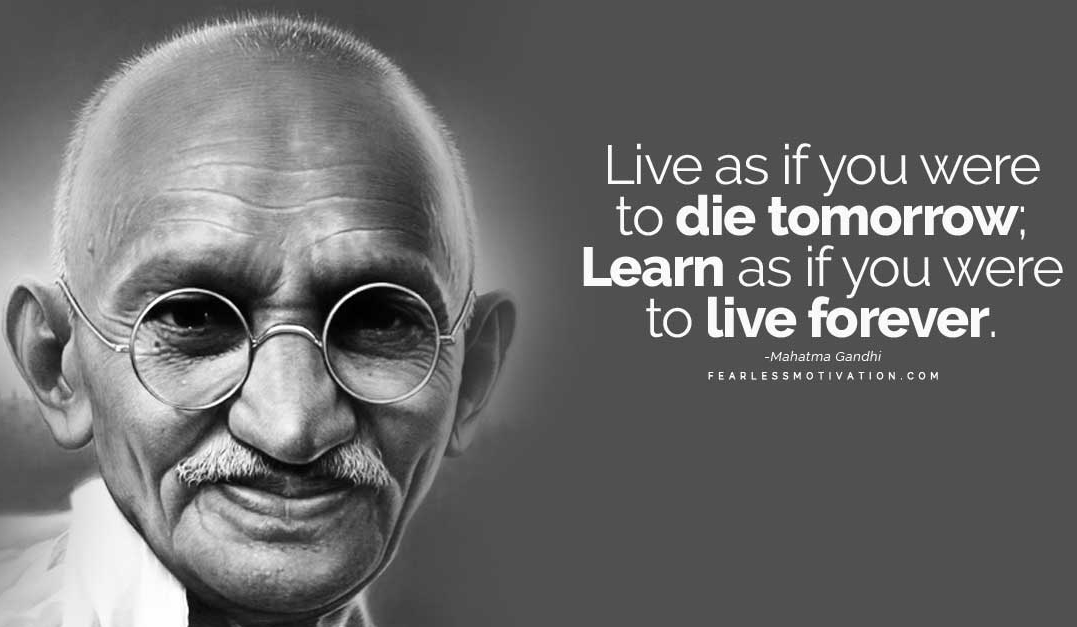 Live as if you were
to die tomorrow;
Learn as if you were
to live forever.
-Mahatma Gandhi
FEARLESSMOTIVATION.COM